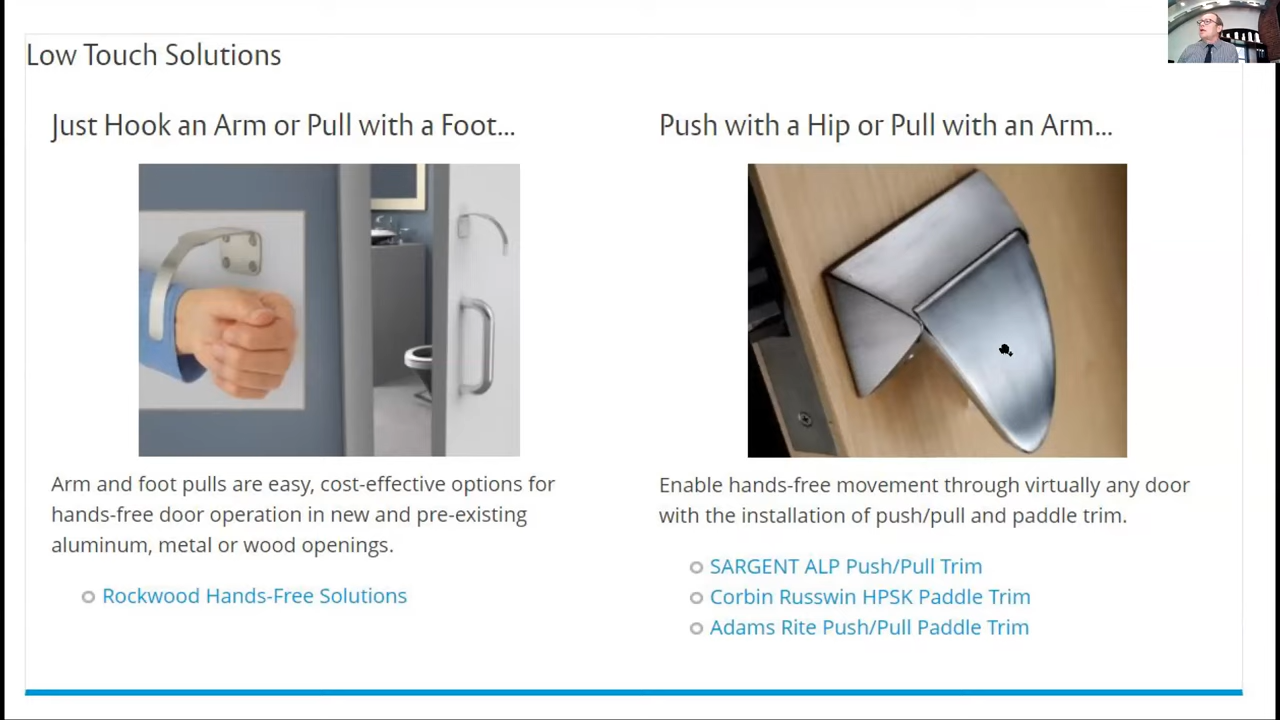 Low Touch Solutions
Just Hook an Arm or Pull with a Foot...
Arm and foot pulls are easy, cost-effective options for
hands-free door operation in new and pre-existing
aluminum, metal or wood openings.
Rockwood Hands-Free Solutions
Push with a Hip or Pull with an Arm...
Enable hands-free movement through virtually any door
with the installation of push/pull and paddle trim.
SARGENT ALP Push/Pull Trim
Corbin Russwin HPSK Paddle Trim
Adams Rite Push/Pull Paddle Trim